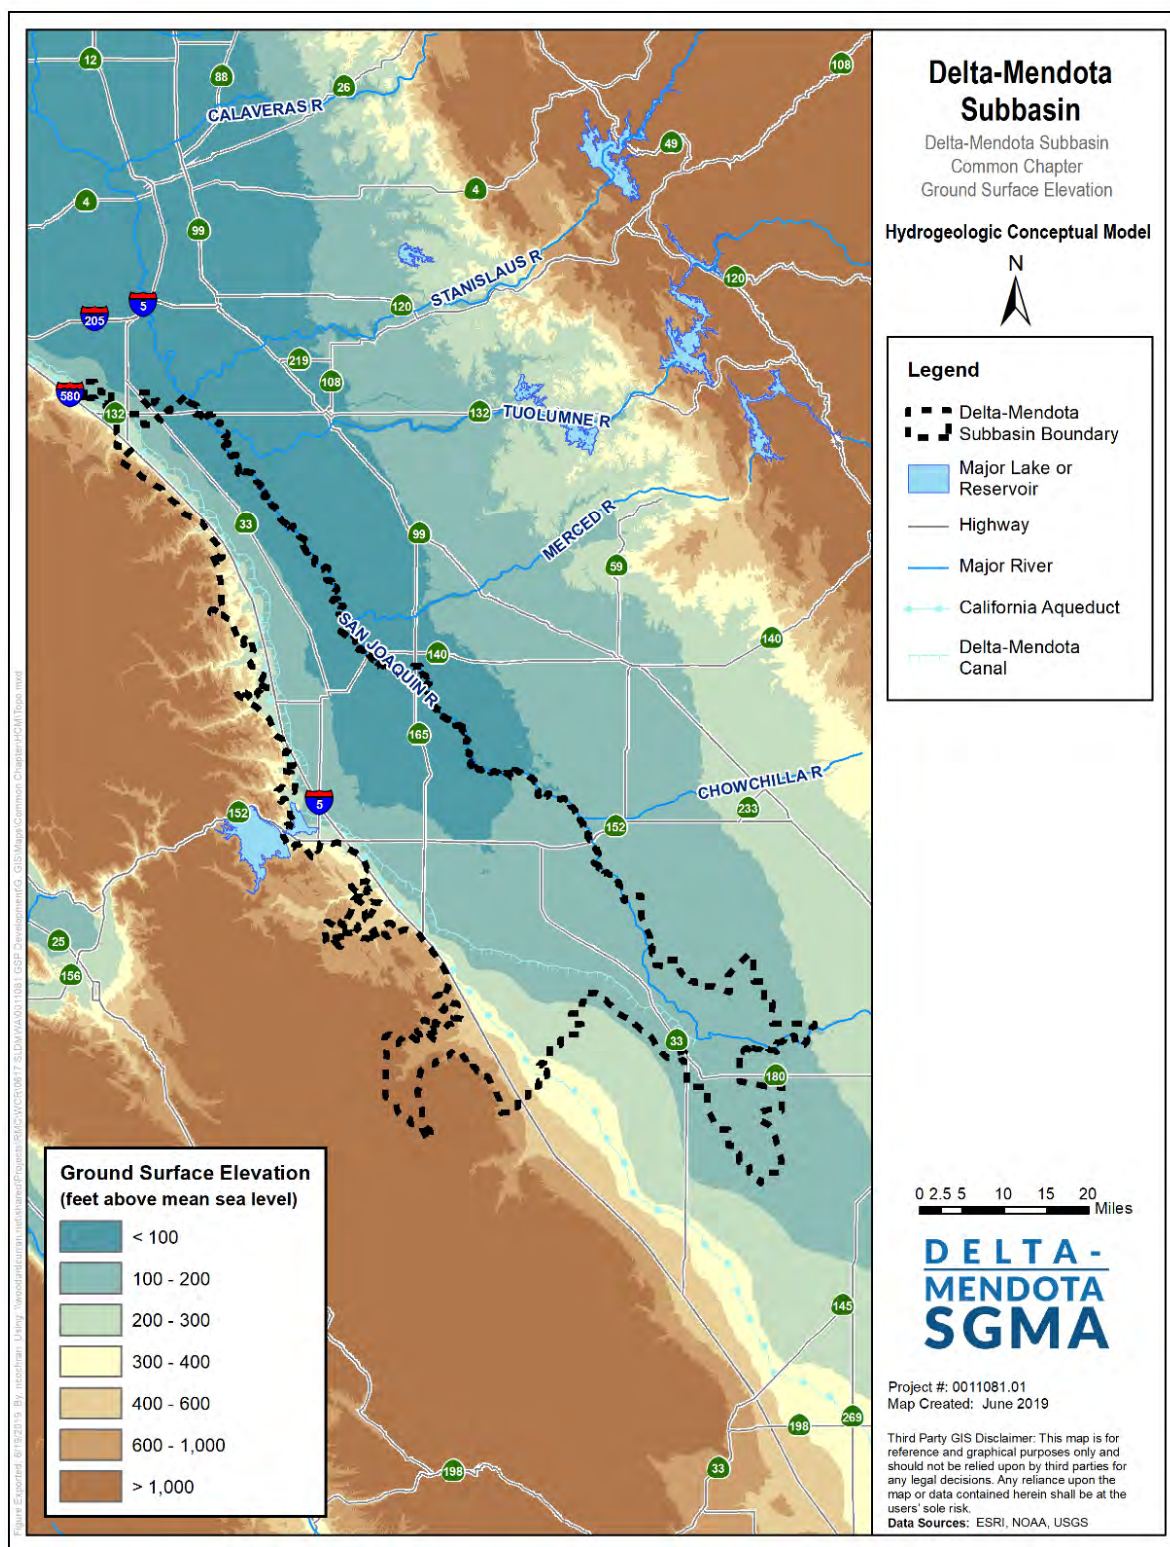 Delta-Mendota
Subbasin
Delta-Mendota Subbasin
Common Chapter
Ground Surface Elevation
Hydrogeologic Conceptual Model
N
Legend
Delta-Mendota
Subbasin Boundary
Major Lake or
Reservoir
Highway
Major River
California Aqueduct
Delta-Mendota
Canal
0 2.5 5 10 15 20
Miles
DELTA-
MENDOTA
SGMA
Project #: 0011081.01
Map Created: June 2019
Third Party GIS Disclaimer: This map is for
reference and graphical purposes only and
should not be relied upon by third parties for
any legal decisions. Any reliance upon the
map or data contained herein shall be at the
users' sole risk.
Data Sources: ESRI, NOAA, USGS
12
88
26
108
CALAVERAS R
49
4
4
99
STANISLAUS R
120
120
5
205
219
108
580
132
132
TUOLUMNE R
33
99
MERCED R
59
SAN JOAQUIN R
140
140
165
CHOWCHILLA R
233
152
5
152
25
156
33
180
145
269
198
33
198
Ground Surface Elevation
(feet above mean sea level)
< 100
100 - 200
200 - 300
300 - 400
400 - 600
600 - 1,000
> 1,000